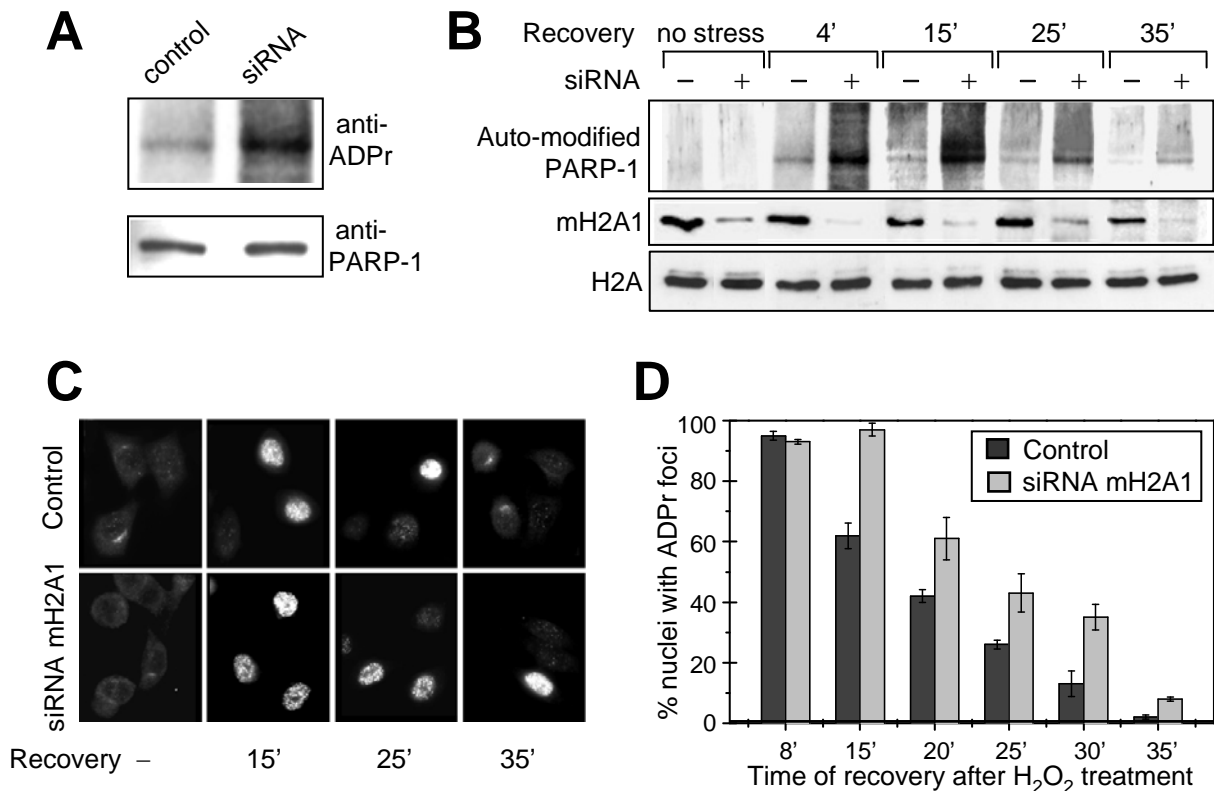 A
control siRNA
anti-
ADPr
anti-
PARP-1
B
Recovery no stress 4’ 15’ 25’ 35’
siRNA – + – + – + – + – +
Auto-modified
PARP-1
mH2A1
H2A
C
Control
siRNA mH2A1
Recovery – 15’ 25’ 35’
D
% nuclei with ADPr foci
100
80
60
40
20
0
Control
siRNA mH2A1
8’ 15’ 20’ 25’ 30’ 35’
Time of recovery after H₂O₂ treatment